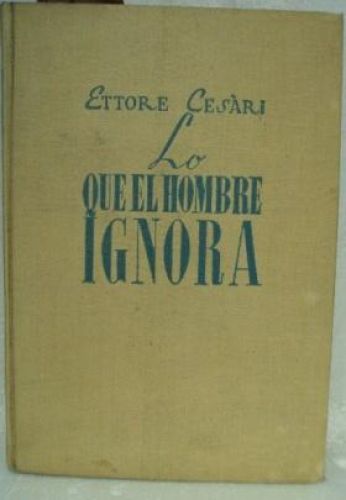 ETTORE CESÀRI
Lo
QUE EL HOMBRE
IGNORA